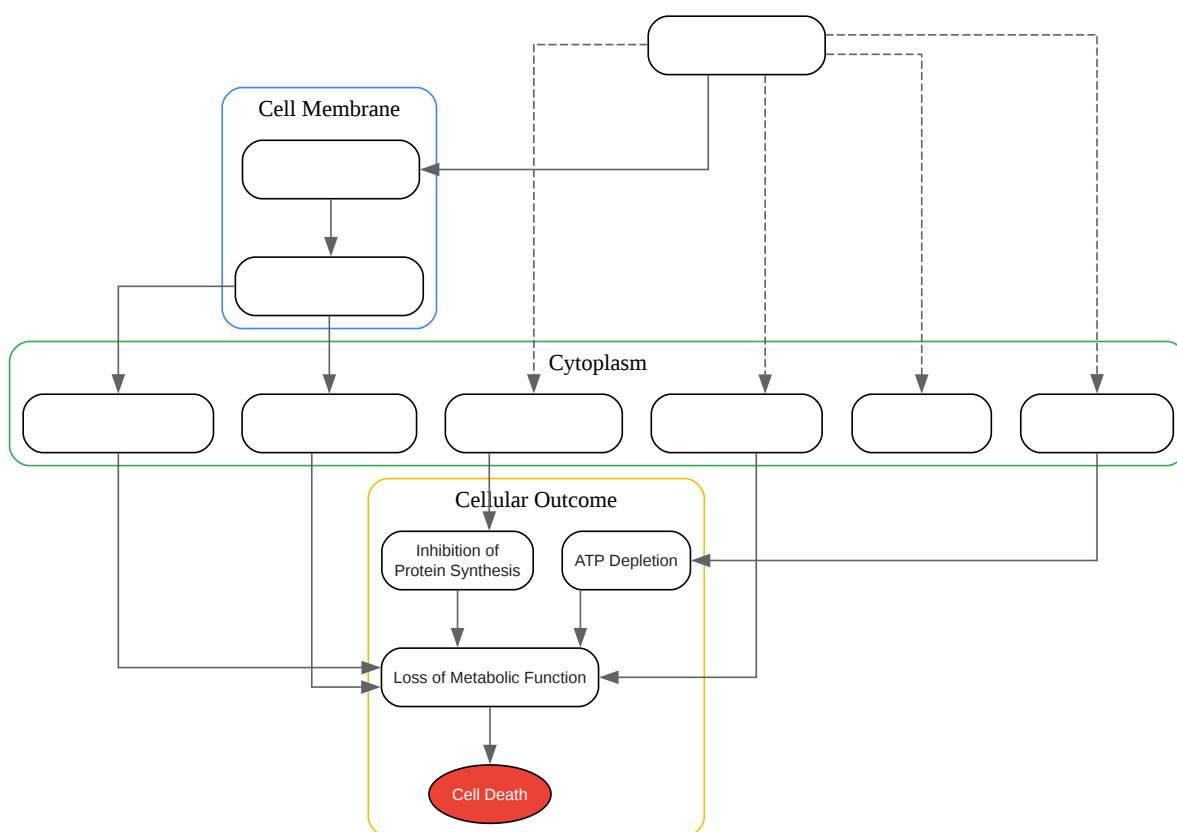 Cell Membrane
Cytoplasm
Cellular Outcome
Inhibition of
Protein Synthesis
ATP Depletion
Loss of Metabolic Function
Cell Death